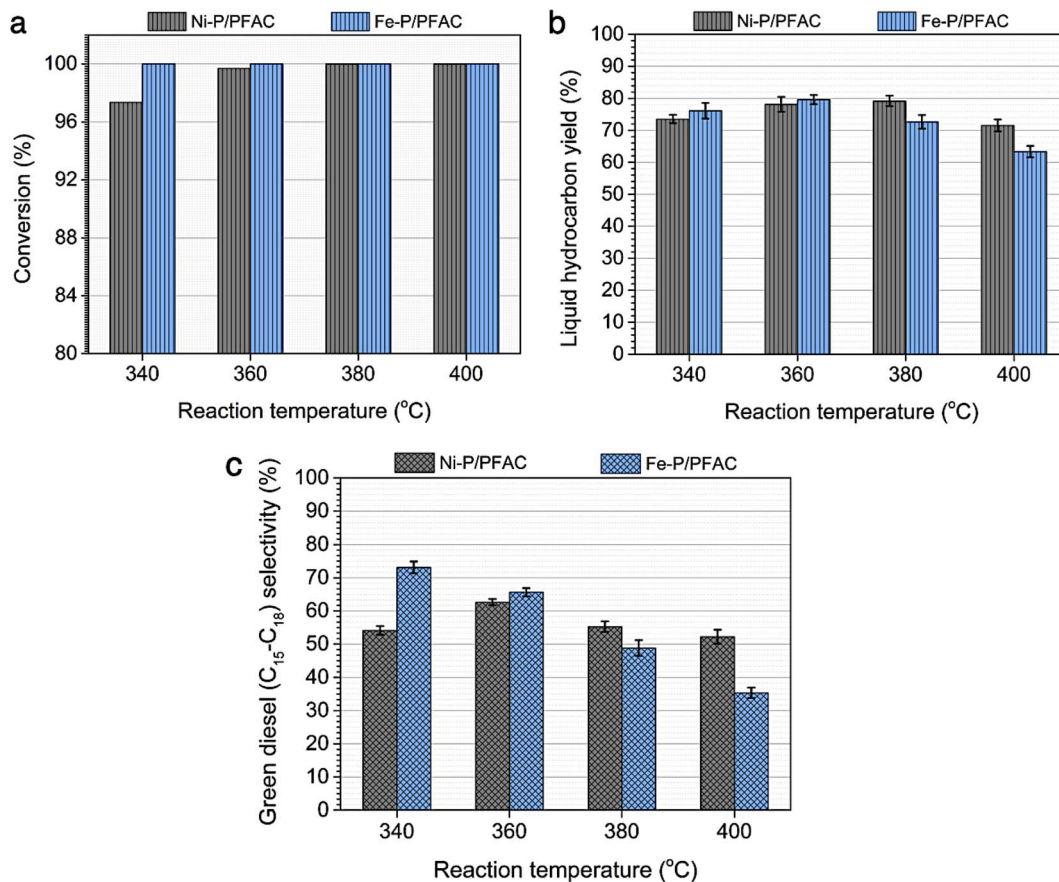 a
Ni-P/PFAC Fe-P/PFAC
Conversion (%)
100
96
92
88
84
80
340 360 380 400
Reaction temperature (°C)
b
Ni-P/PFAC Fe-P/PFAC
Liquid hydrocarbon yield (%)
100
90
80
70
60
50
40
30
20
10
0
340 360 380 400
Reaction temperature (°C)
c
Ni-P/PFAC Fe-P/PFAC
Green diesel (C₁₅-C₁₈) selectivity (%)
100
90
80
70
60
50
40
30
20
10
0
340 360 380 400
Reaction temperature (°C)